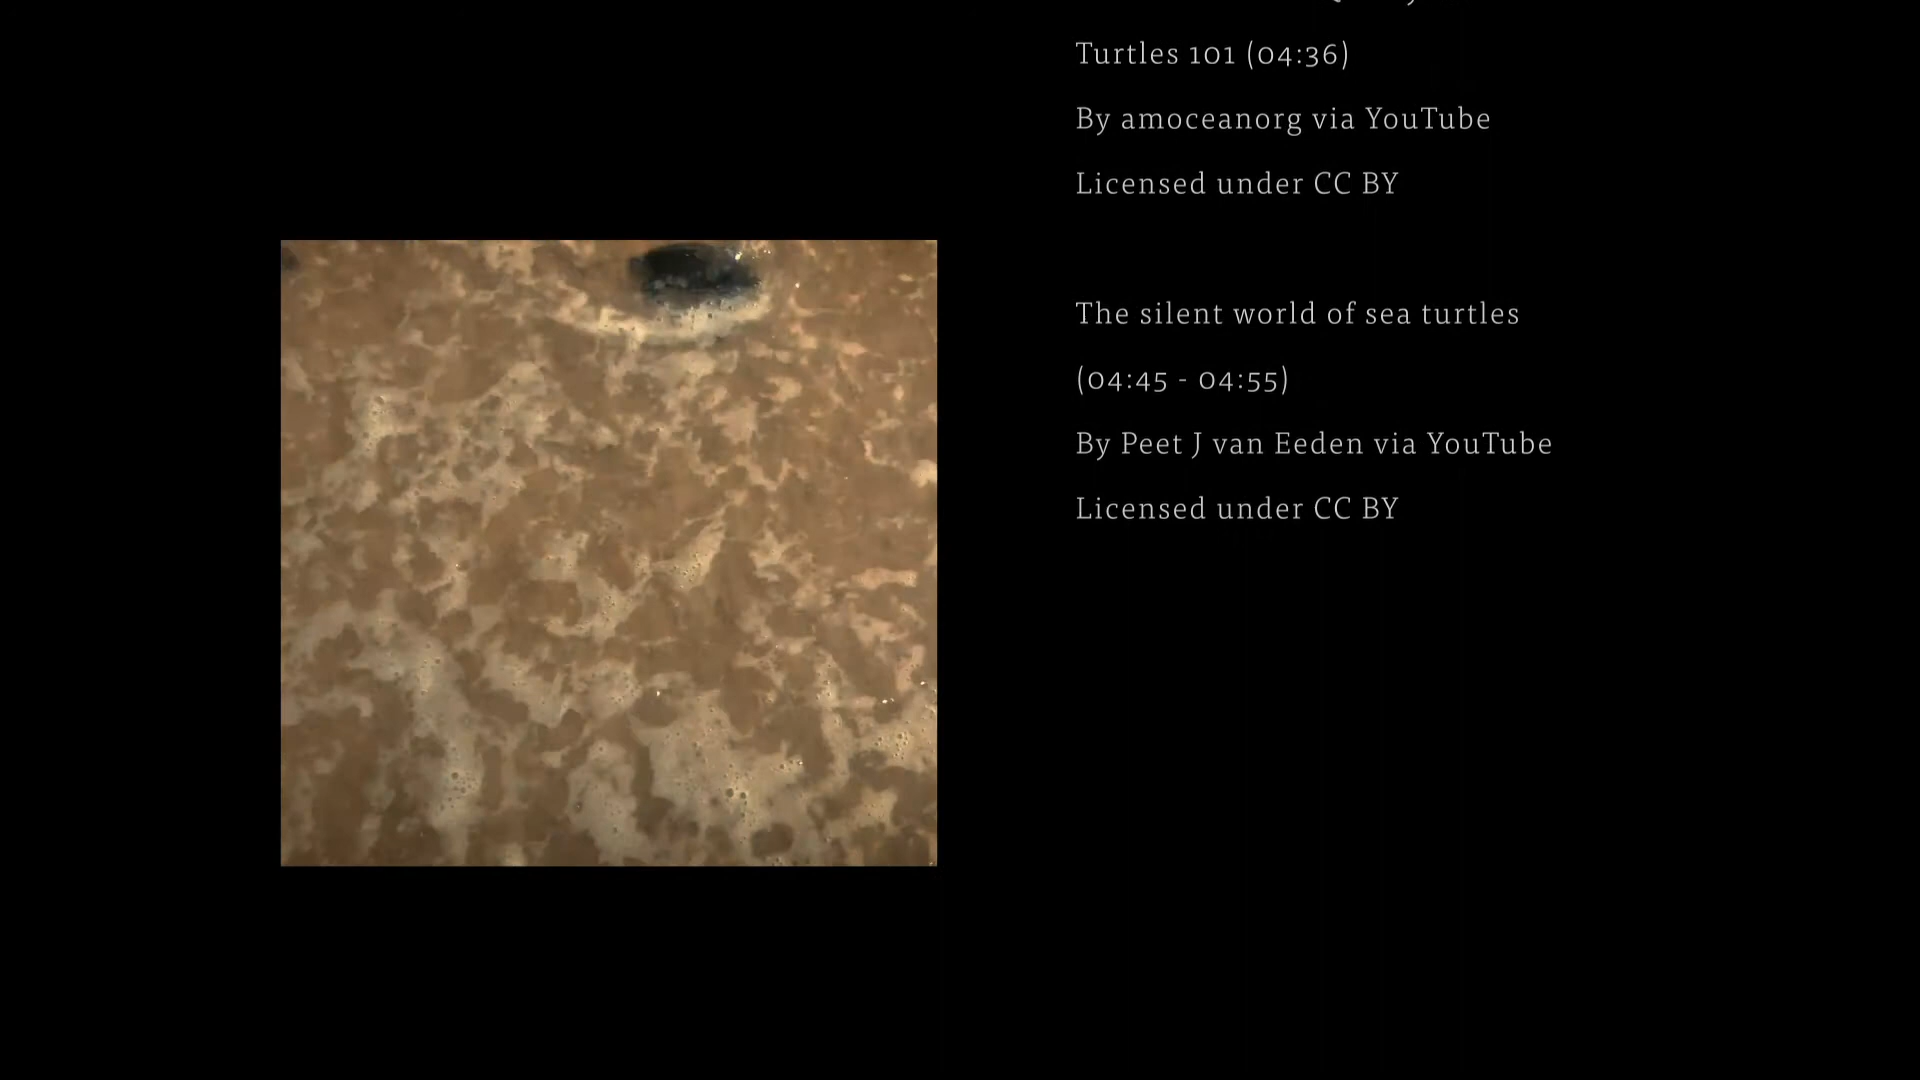 Turtles 101 (04:36)
By amoceanorg via YouTube
Licensed under CC BY
The silent world of sea turtles
(04:45 - 04:55)
By Peet J van Eeden via YouTube
Licensed under CC BY